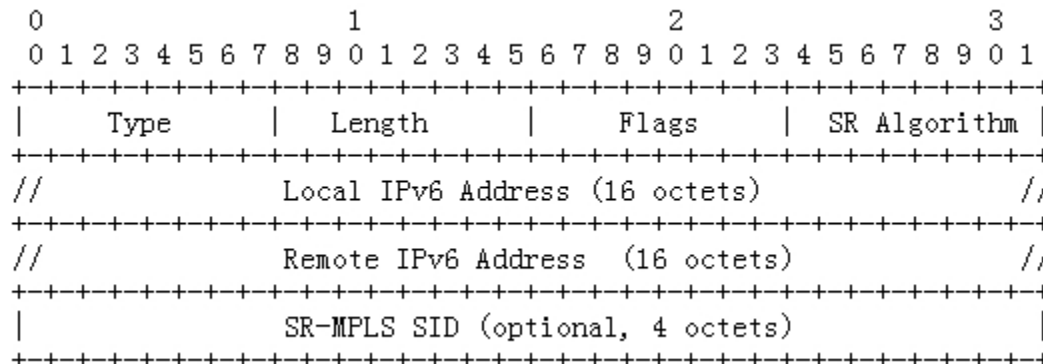 0                   1                   2                   3
 0 1 2 3 4 5 6 7 8 9 0 1 2 3 4 5 6 7 8 9 0 1 2 3 4 5 6 7 8 9 0 1
+-+-+-+-+-+-+-+-+-+-+-+-+-+-+-+-+-+-+-+-+-+-+-+-+-+-+-+-+-+-+-+-+
|     Type      |   Length      |     Flags     |  SR Algorithm |
+-+-+-+-+-+-+-+-+-+-+-+-+-+-+-+-+-+-+-+-+-+-+-+-+-+-+-+-+-+-+-+-+
//               Local IPv6 Address (16 octets)                //
+-+-+-+-+-+-+-+-+-+-+-+-+-+-+-+-+-+-+-+-+-+-+-+-+-+-+-+-+-+-+-+-+
//               Remote IPv6 Address  (16 octets)              //
+-+-+-+-+-+-+-+-+-+-+-+-+-+-+-+-+-+-+-+-+-+-+-+-+-+-+-+-+-+-+-+-+
|                SR-MPLS SID (optional, 4 octets)               |
+-+-+-+-+-+-+-+-+-+-+-+-+-+-+-+-+-+-+-+-+-+-+-+-+-+-+-+-+-+-+-+-+